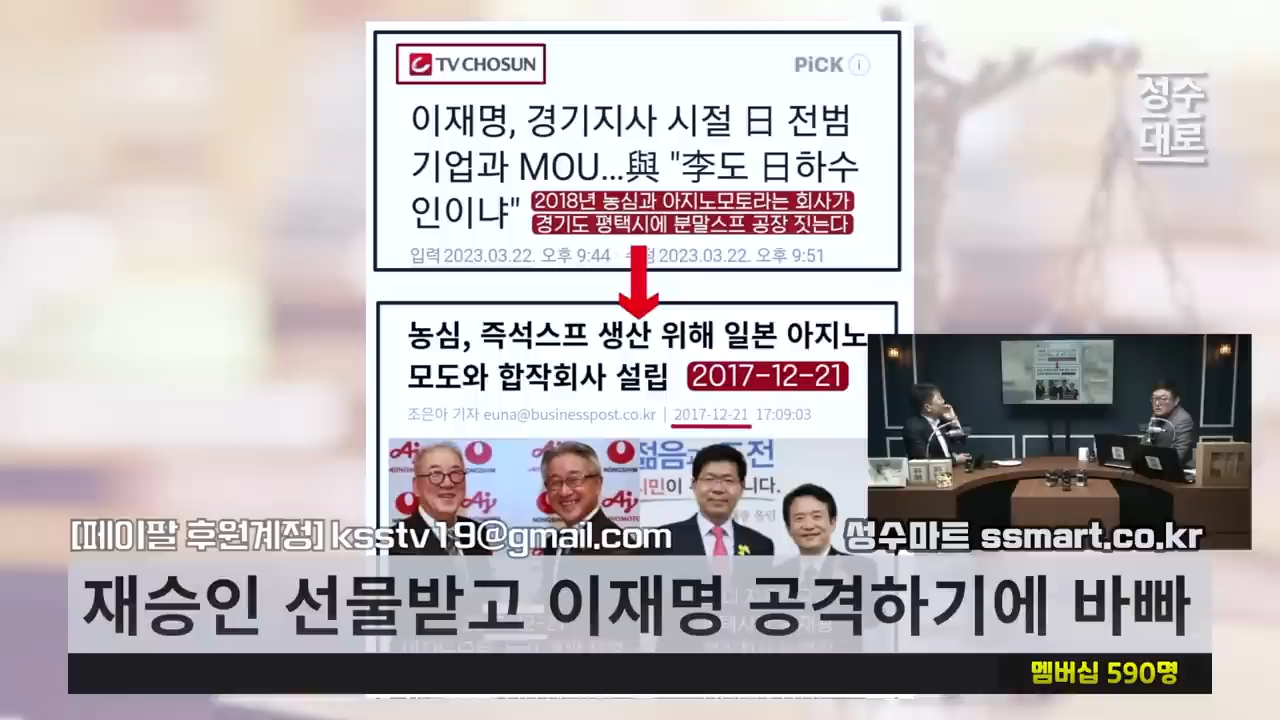 TV CHOSUN
PiCK
성수
대로
이재명, 경기지사 시절 日 전범
기업과 MOU...與 "李도 日하수
인이냐"
2018년 농심과 아지노모토라는 회사가
경기도 평택시에 분말스프 공장 짓는다
입력 2023.03.22. 오후 9:44 · 수정 2023.03.22. 오후 9:51
농심, 즉석스프 생산 위해 일본 아지노
모도와 합작회사 설립 2017-12-21
조은아 기자 euna@businesspost.co.kr | 2017-12-21 17:09:03
[페이팔 후원계정] ksstv19@gmail.com
성수마트 ssmart.co.kr
재승인 선물받고 이재명 공격하기에 바빠
멤버십 590명